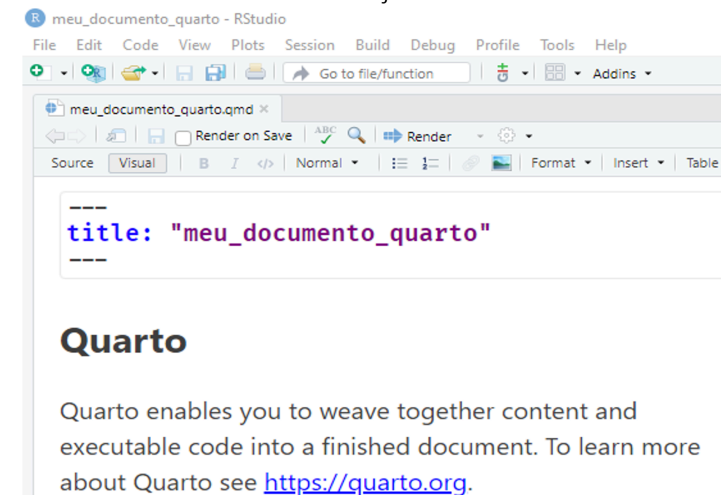 meu_documento_quarto - RStudio
File Edit Code View Plots Session Build Debug Profile Tools Help
Go to file/function Addins
meu_documento_quarto.qmd
Render on Save ABC Render
Source Visual B I </> Normal Format Insert Table
---
title: "meu_documento_quarto"
---
Quarto
Quarto enables you to weave together content and
executable code into a finished document. To learn more
about Quarto see https://quarto.org.